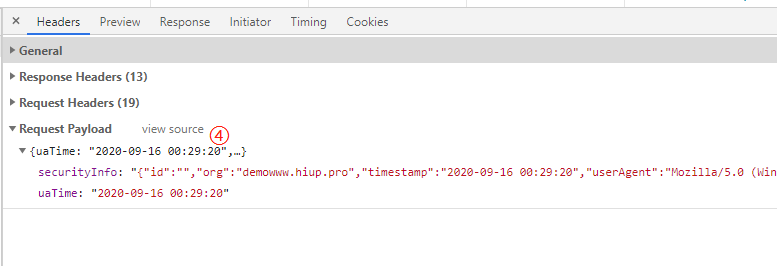 × Headers Preview Response Initiator Timing Cookies
▶ General
▶ Response Headers (13)
▶ Request Headers (19)
▼ Request Payload view source ④
▼ {uaTime: "2020-09-16 00:29:20",…}
securityInfo: "{"id":"","org":"demowww.hiup.pro","timestamp":"2020-09-16 00:29:20","userAgent":"Mozilla/5.0 (Win
uaTime: "2020-09-16 00:29:20"